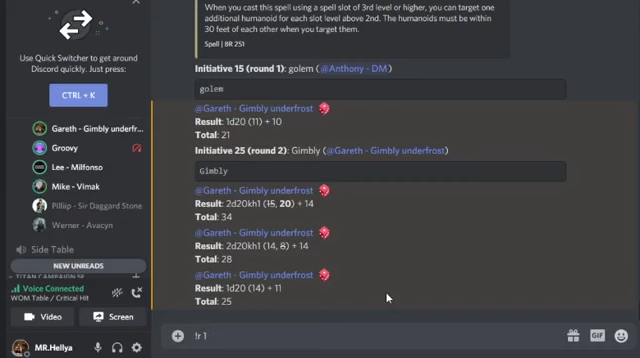 Use Quick Switcher to get around
Discord quickly. Just press:
CTRL + K
Gareth - Gimbly underfr...
Groovy
Lee - Milfonso
Mike - Vimak
Pilliip - Sir Daggard Stone
Werner - Avacyn
Side Table
NEW UNREADS
Voice Connected
WOM Table / Critical Hit
Video
Screen
MR.Hellya
When you cast this spell using a spell slot of 3rd level or higher, you can target one
additional humanoid for each slot level above 2nd. The humanoids must be within
30 feet of each other when you target them.
Spell | BR 251
Initiative 15 (round 1): golem (@Anthony - DM)
golem
@Gareth - Gimbly underfrost
Result: 1d20 (11) + 10
Total: 21
Initiative 25 (round 2): Gimbly (@Gareth - Gimbly underfrost)
Gimbly
@Gareth - Gimbly underfrost
Result: 2d20kh1 (15, 20) + 14
Total: 34
@Gareth - Gimbly underfrost
Result: 2d20kh1 (14, 8) + 14
Total: 28
@Gareth - Gimbly underfrost
Result: 1d20 (14) + 11
Total: 25
!r 1
GIF